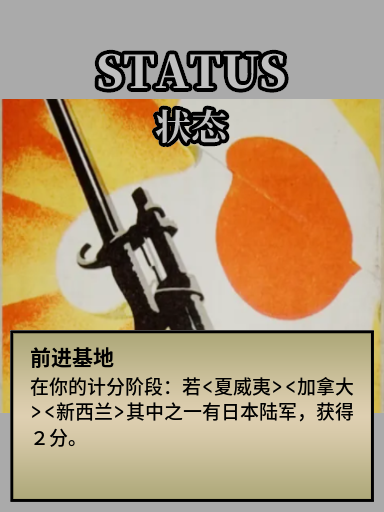 STATUS
状态
前进基地
在你的计分阶段：若<夏威夷><加拿大
><新西兰>其中之一有日本陆军，获得
２分。